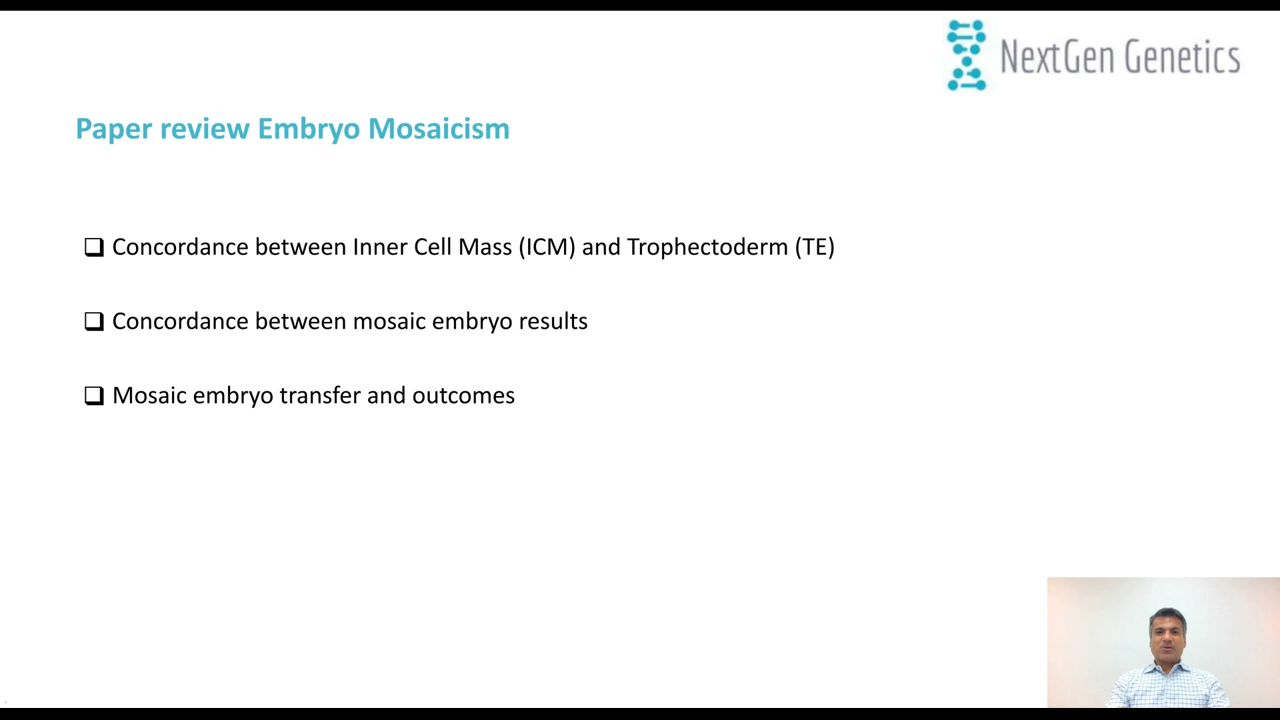 NextGen Genetics
Paper review Embryo Mosaicism
Concordance between Inner Cell Mass (ICM) and Trophectoderm (TE)
Concordance between mosaic embryo results
Mosaic embryo transfer and outcomes